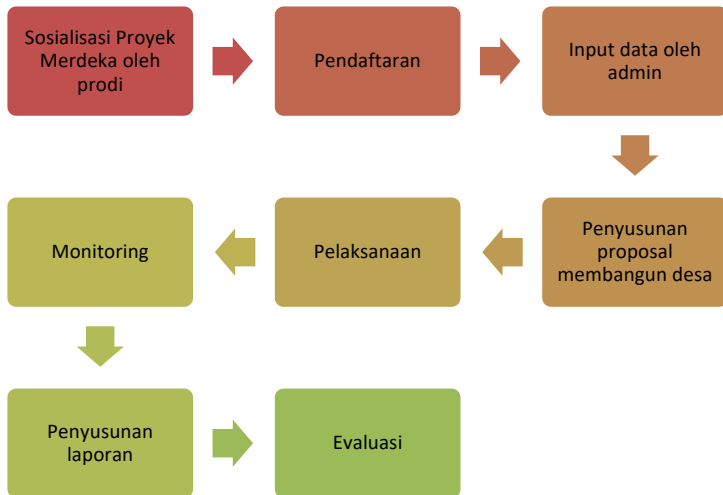 Sosialisasi Proyek
Merdeka oleh
prodi
Pendaftaran
Input data oleh
admin
Penyusunan
proposal
membangun desa
Pelaksanaan
Monitoring
Penyusunan
laporan
Evaluasi